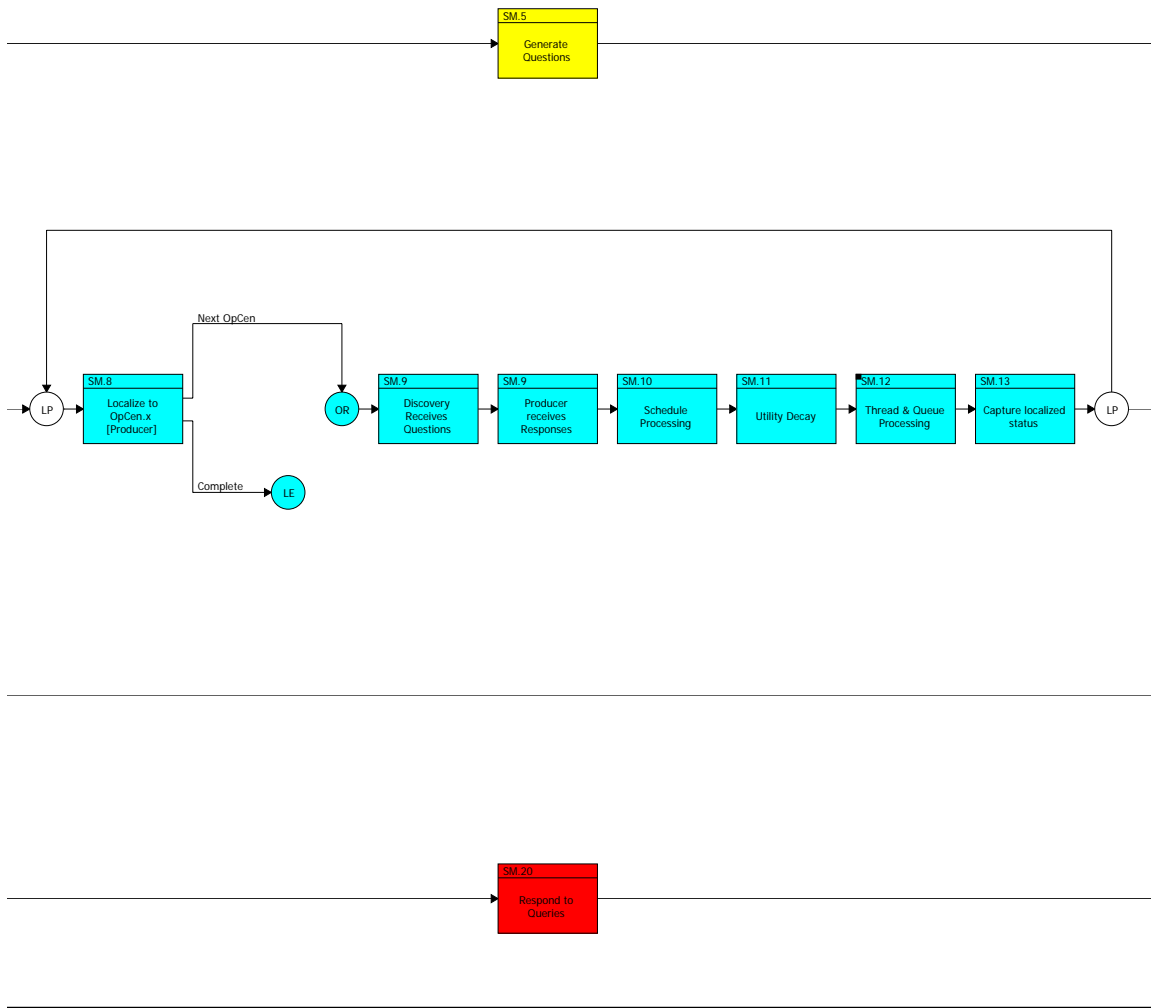 SM.5
Generate
Questions
Next OpCen
SM.8
Localize to
OpCen.x
[Producer]
LP
OR
SM.9
Discovery
Receives
Questions
SM.9
Producer
receives
Responses
SM.10
Schedule
Processing
SM.11
Utility Decay
SM.12
Thread & Queue
Processing
SM.13
Capture localized
status
LP
Complete
LE
SM.20
Respond to
Queries